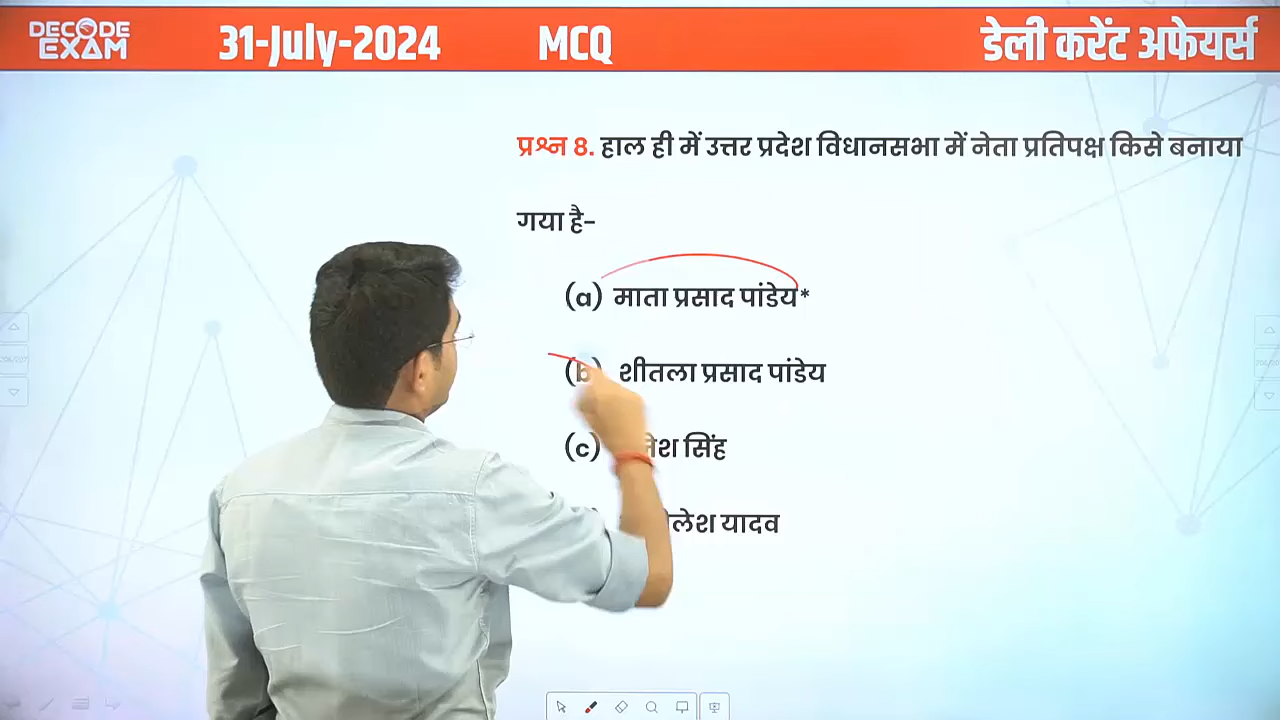 DECODE EXAM
31-July-2024
MCQ
डेली करेंट अफेयर्स
प्रश्न 8. हाल ही में उत्तर प्रदेश विधानसभा में नेता प्रतिपक्ष किसे बनाया
गया है-
(a) माता प्रसाद पांडेय*
(b) शीतला प्रसाद पांडेय
(c) सिंह
यादव